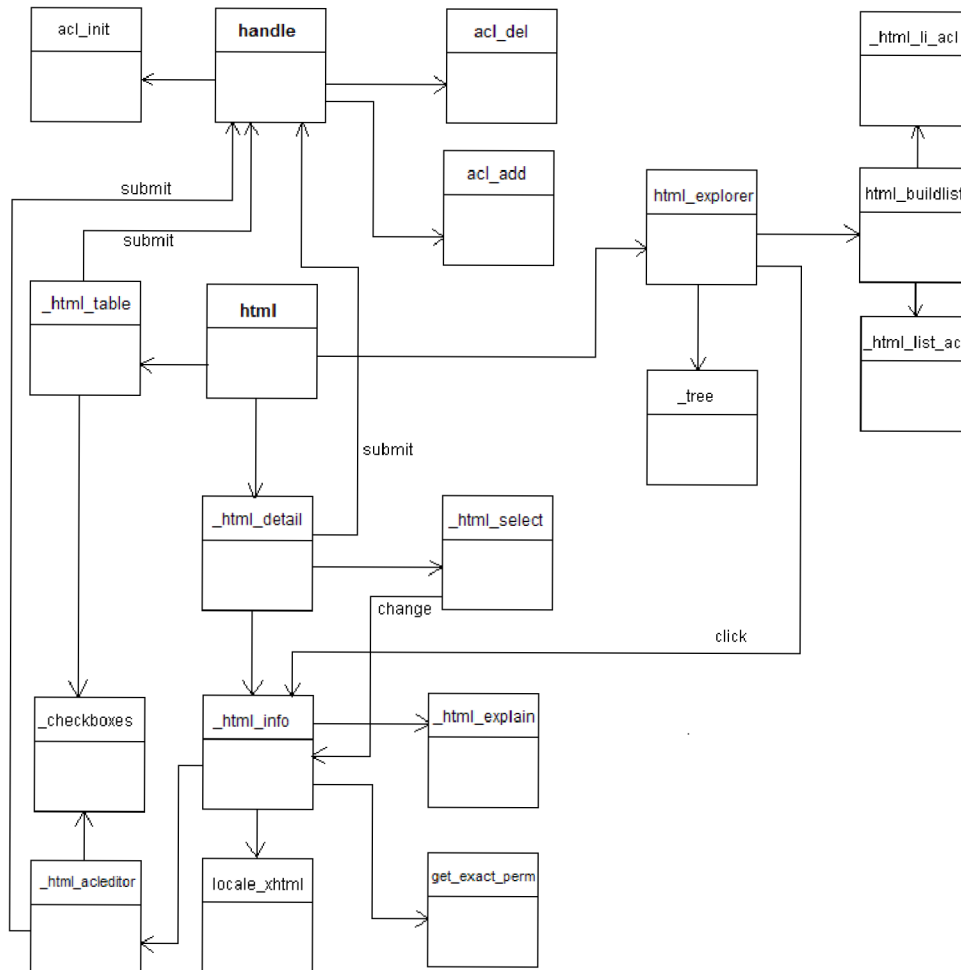 acl_init
handle
acl_del
_html_li_acl
submit
acl_add
html_explorer
html_buildlist
submit
_html_table
html
_html_list_acl
_tree
submit
_html_detail
_html_select
change
click
_html_info
_html_explain
_checkboxes
_html_acleditor
locale_xhtml
get_exact_perm